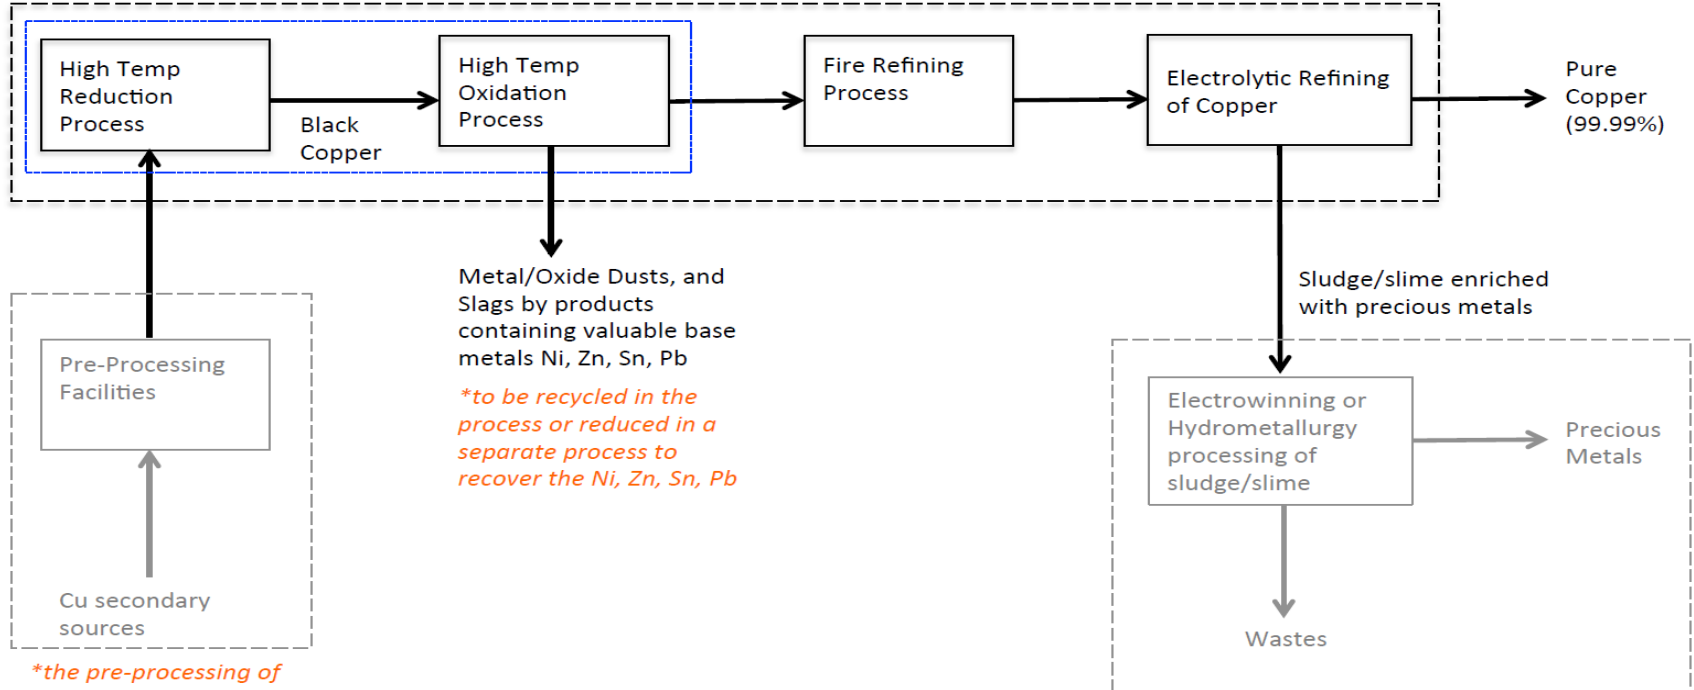 High Temp
Reduction
Process
Black
Copper
High Temp
Oxidation
Process
Fire Refining
Process
Electrolytic Refining
of Copper
Pure
Copper
(99.99%)
Metal/Oxide Dusts, and
Slags by products
containing valuable base
metals Ni, Zn, Sn, Pb
*to be recycled in the
process or reduced in a
separate process to
recover the Ni, Zn, Sn, Pb
Sludge/slime enriched
with precious metals
Pre-Processing
Facilities
Cu secondary
sources
*the pre-processing of
Electrowinning or
Hydrometallurgy
processing of
sludge/slime
Precious
Metals
Wastes